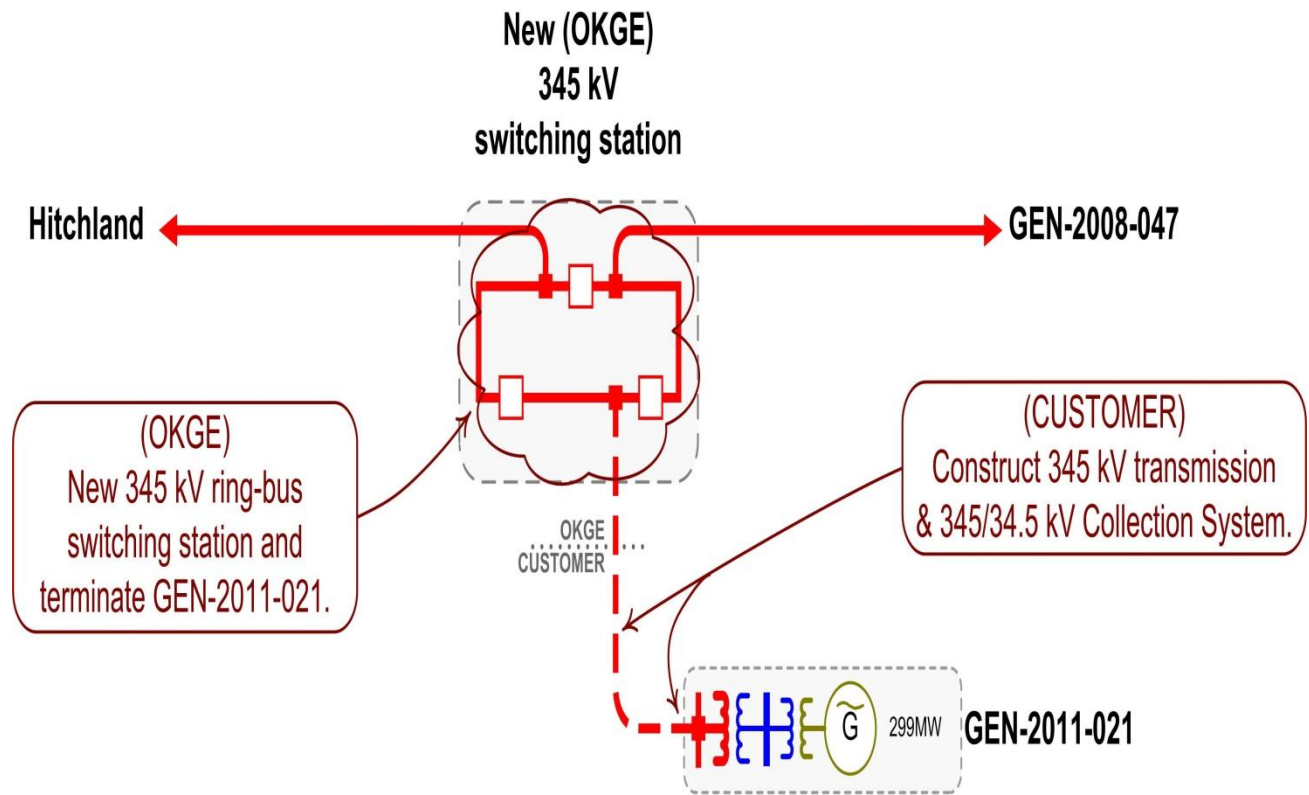 New (OKGE)
345 kV
switching station
Hitchland
GEN-2008-047
(OKGE)
New 345 kV ring-bus
switching station and
terminate GEN-2011-021.
(CUSTOMER)
Construct 345 kV transmission
& 345/34.5 kV Collection System.
OKGE
CUSTOMER
G
299MW
GEN-2011-021